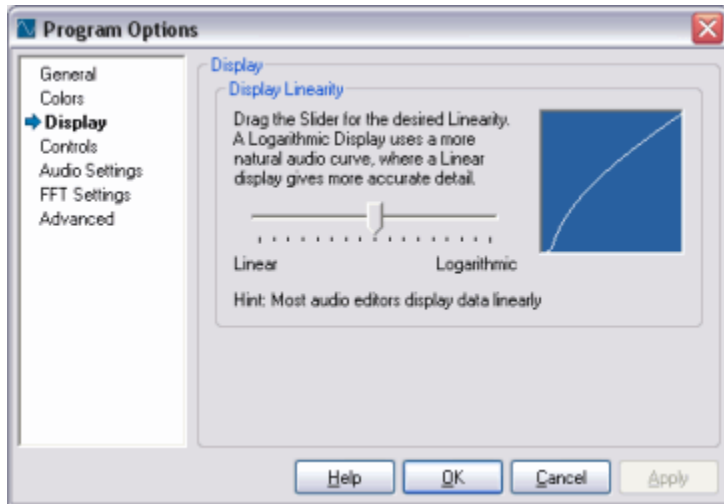 Program Options
General
Colors
Display
Controls
Audio Settings
FFT Settings
Advanced
Display
Display Linearity
Drag the Slider for the desired Linearity.
A Logarithmic Display uses a more
natural audio curve, where a Linear
display gives more accurate detail.
Linear Logarithmic
Hint: Most audio editors display data linearly
Help OK Cancel Apply